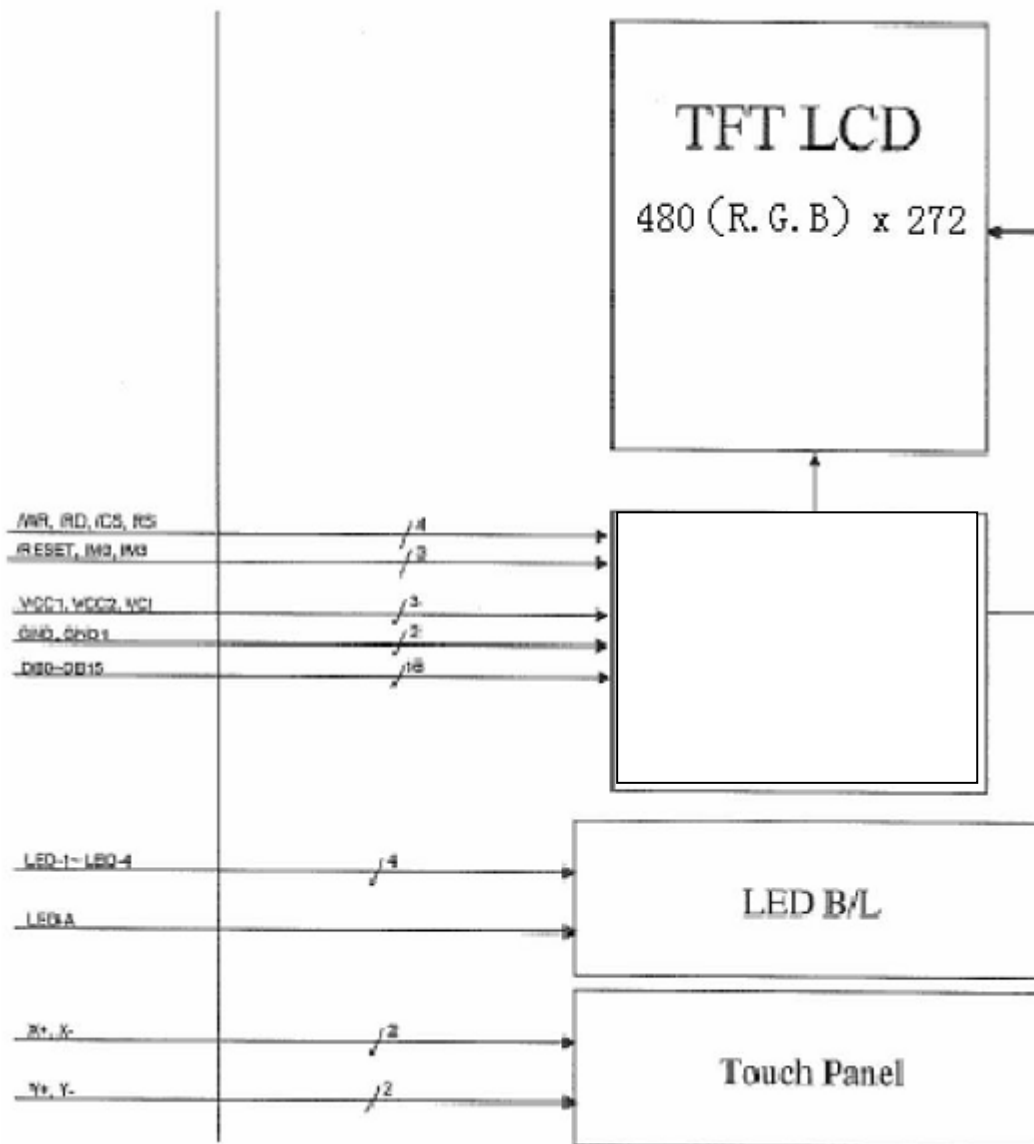 TFT LCD
480 (R.G.B) x 272
/WR, /RD, /CS, RS
4
/RESET, IM0, IM3
3
VCC1, VCC2, VCI
3
GND, GND1
2
DB0~DB15
16
LED-1~LED-4
4
LED B/L
LED-A
X+, X-
2
Touch Panel
Y+, Y-
2